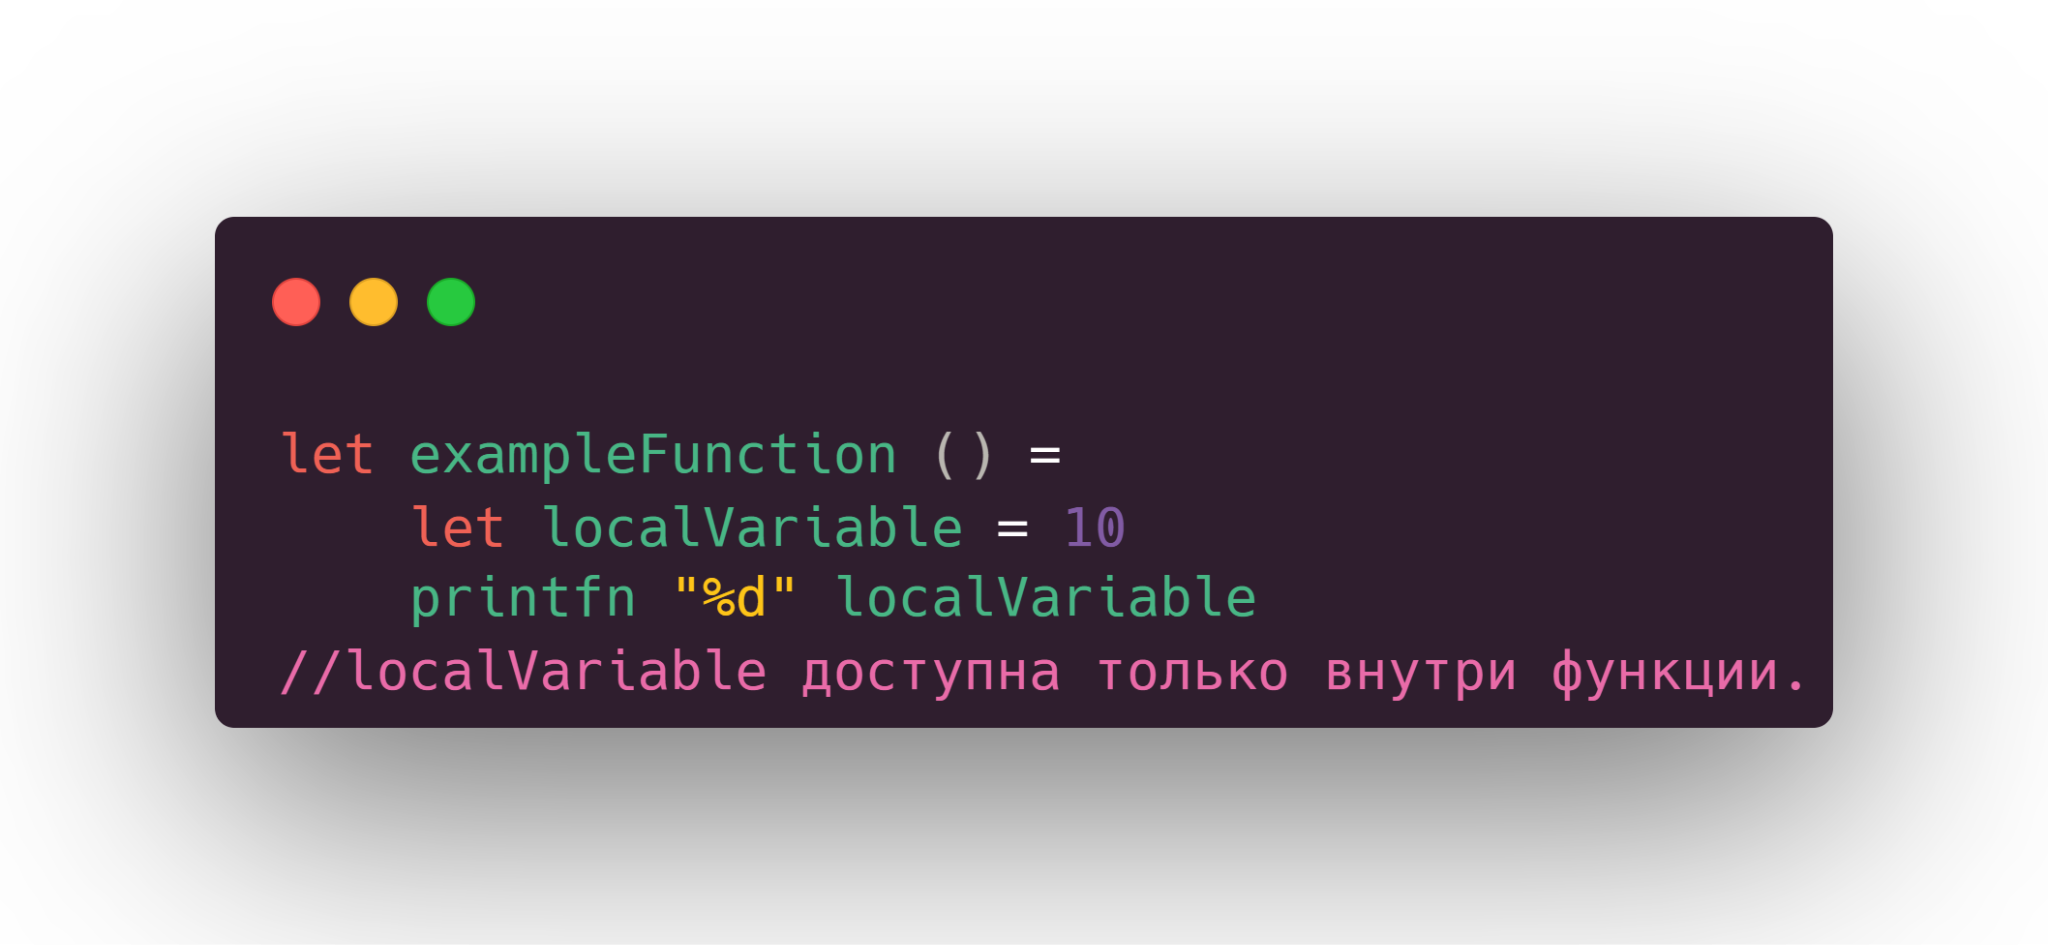 let exampleFunction () =
    let localVariable = 10
    printfn "%d" localVariable
//localVariable доступна только внутри функции.